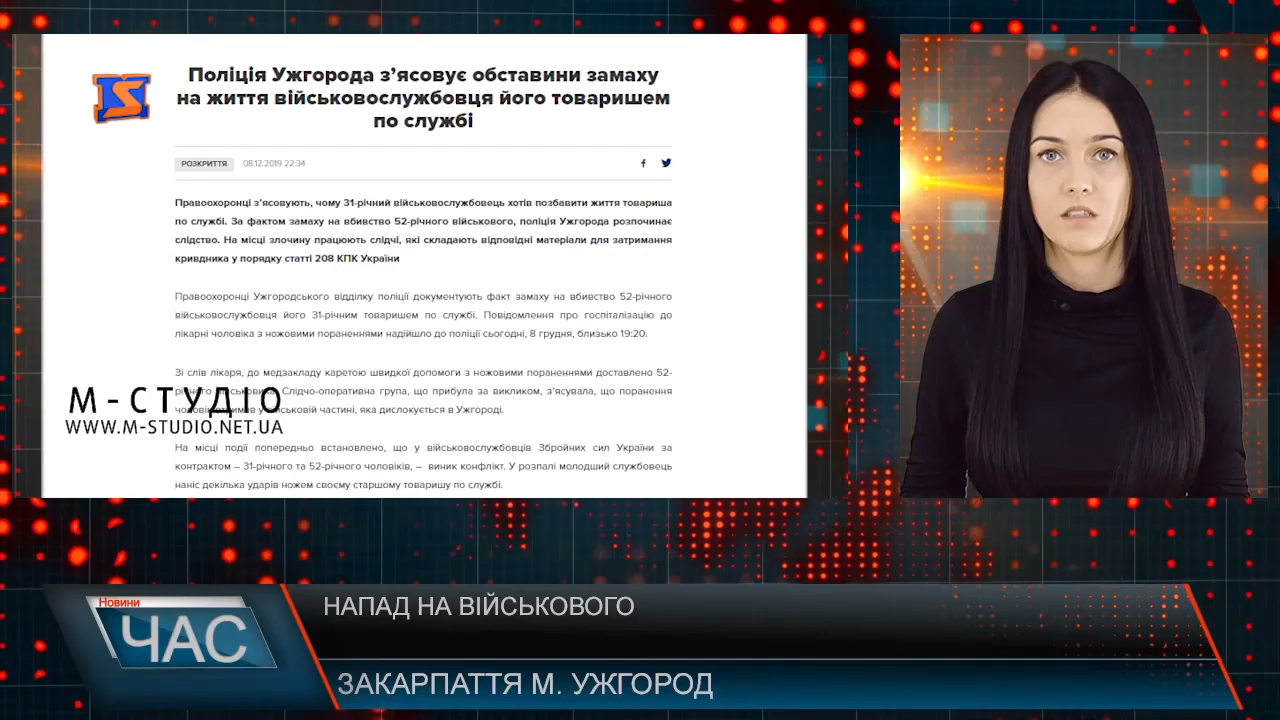 Поліція Ужгорода з’ясовує обставини замаху
на життя військовослужбовця його товаришем
по службі
РОЗКРИТТЯ 08.12.2019 22:34
Правоохоронці з’ясовують, чому 31-річний військовослужбовець хотів позбавити життя товариша
по службі. За фактом замаху на вбивство 52-річного військового, поліція Ужгорода розпочинає
слідство. На місці злочину працюють слідчі, які складають відповідні матеріали для затримання
кривдника у порядку статті 208 КПК України
Правоохоронці Ужгородського відділку поліції документують факт замаху на вбивство 52-річного
військовослужбовця його 31-річним товаришем по службі. Повідомлення про госпіталізацію до
лікарні чоловіка з ножовими пораненнями надійшло до поліції сьогодні, 8 грудня, близько 19:20.
Зі слів лікаря, до медзакладу каретою швидкої допомоги з ножовими пораненнями доставлено 52-
Слідчо-оперативна група, що прибула за викликом, з’ясувала, що поранення
у військовій частині, яка дислокується в Ужгороді.
М-СТУДІО
WWW.M-STUDIO.NET.UA
На місці події попередньо встановлено, що у військовослужбовців Збройних сил України за
контрактом – 31-річного та 52-річного чоловіків, – виник конфлікт. У розпалі молодший службовець
наніс декілька ударів ножем своєму старшому товаришу по службі.
Новини
ЧАС
НАПАД НА ВІЙСЬКОВОГО
ЗАКАРПАТТЯ М. УЖГОРОД